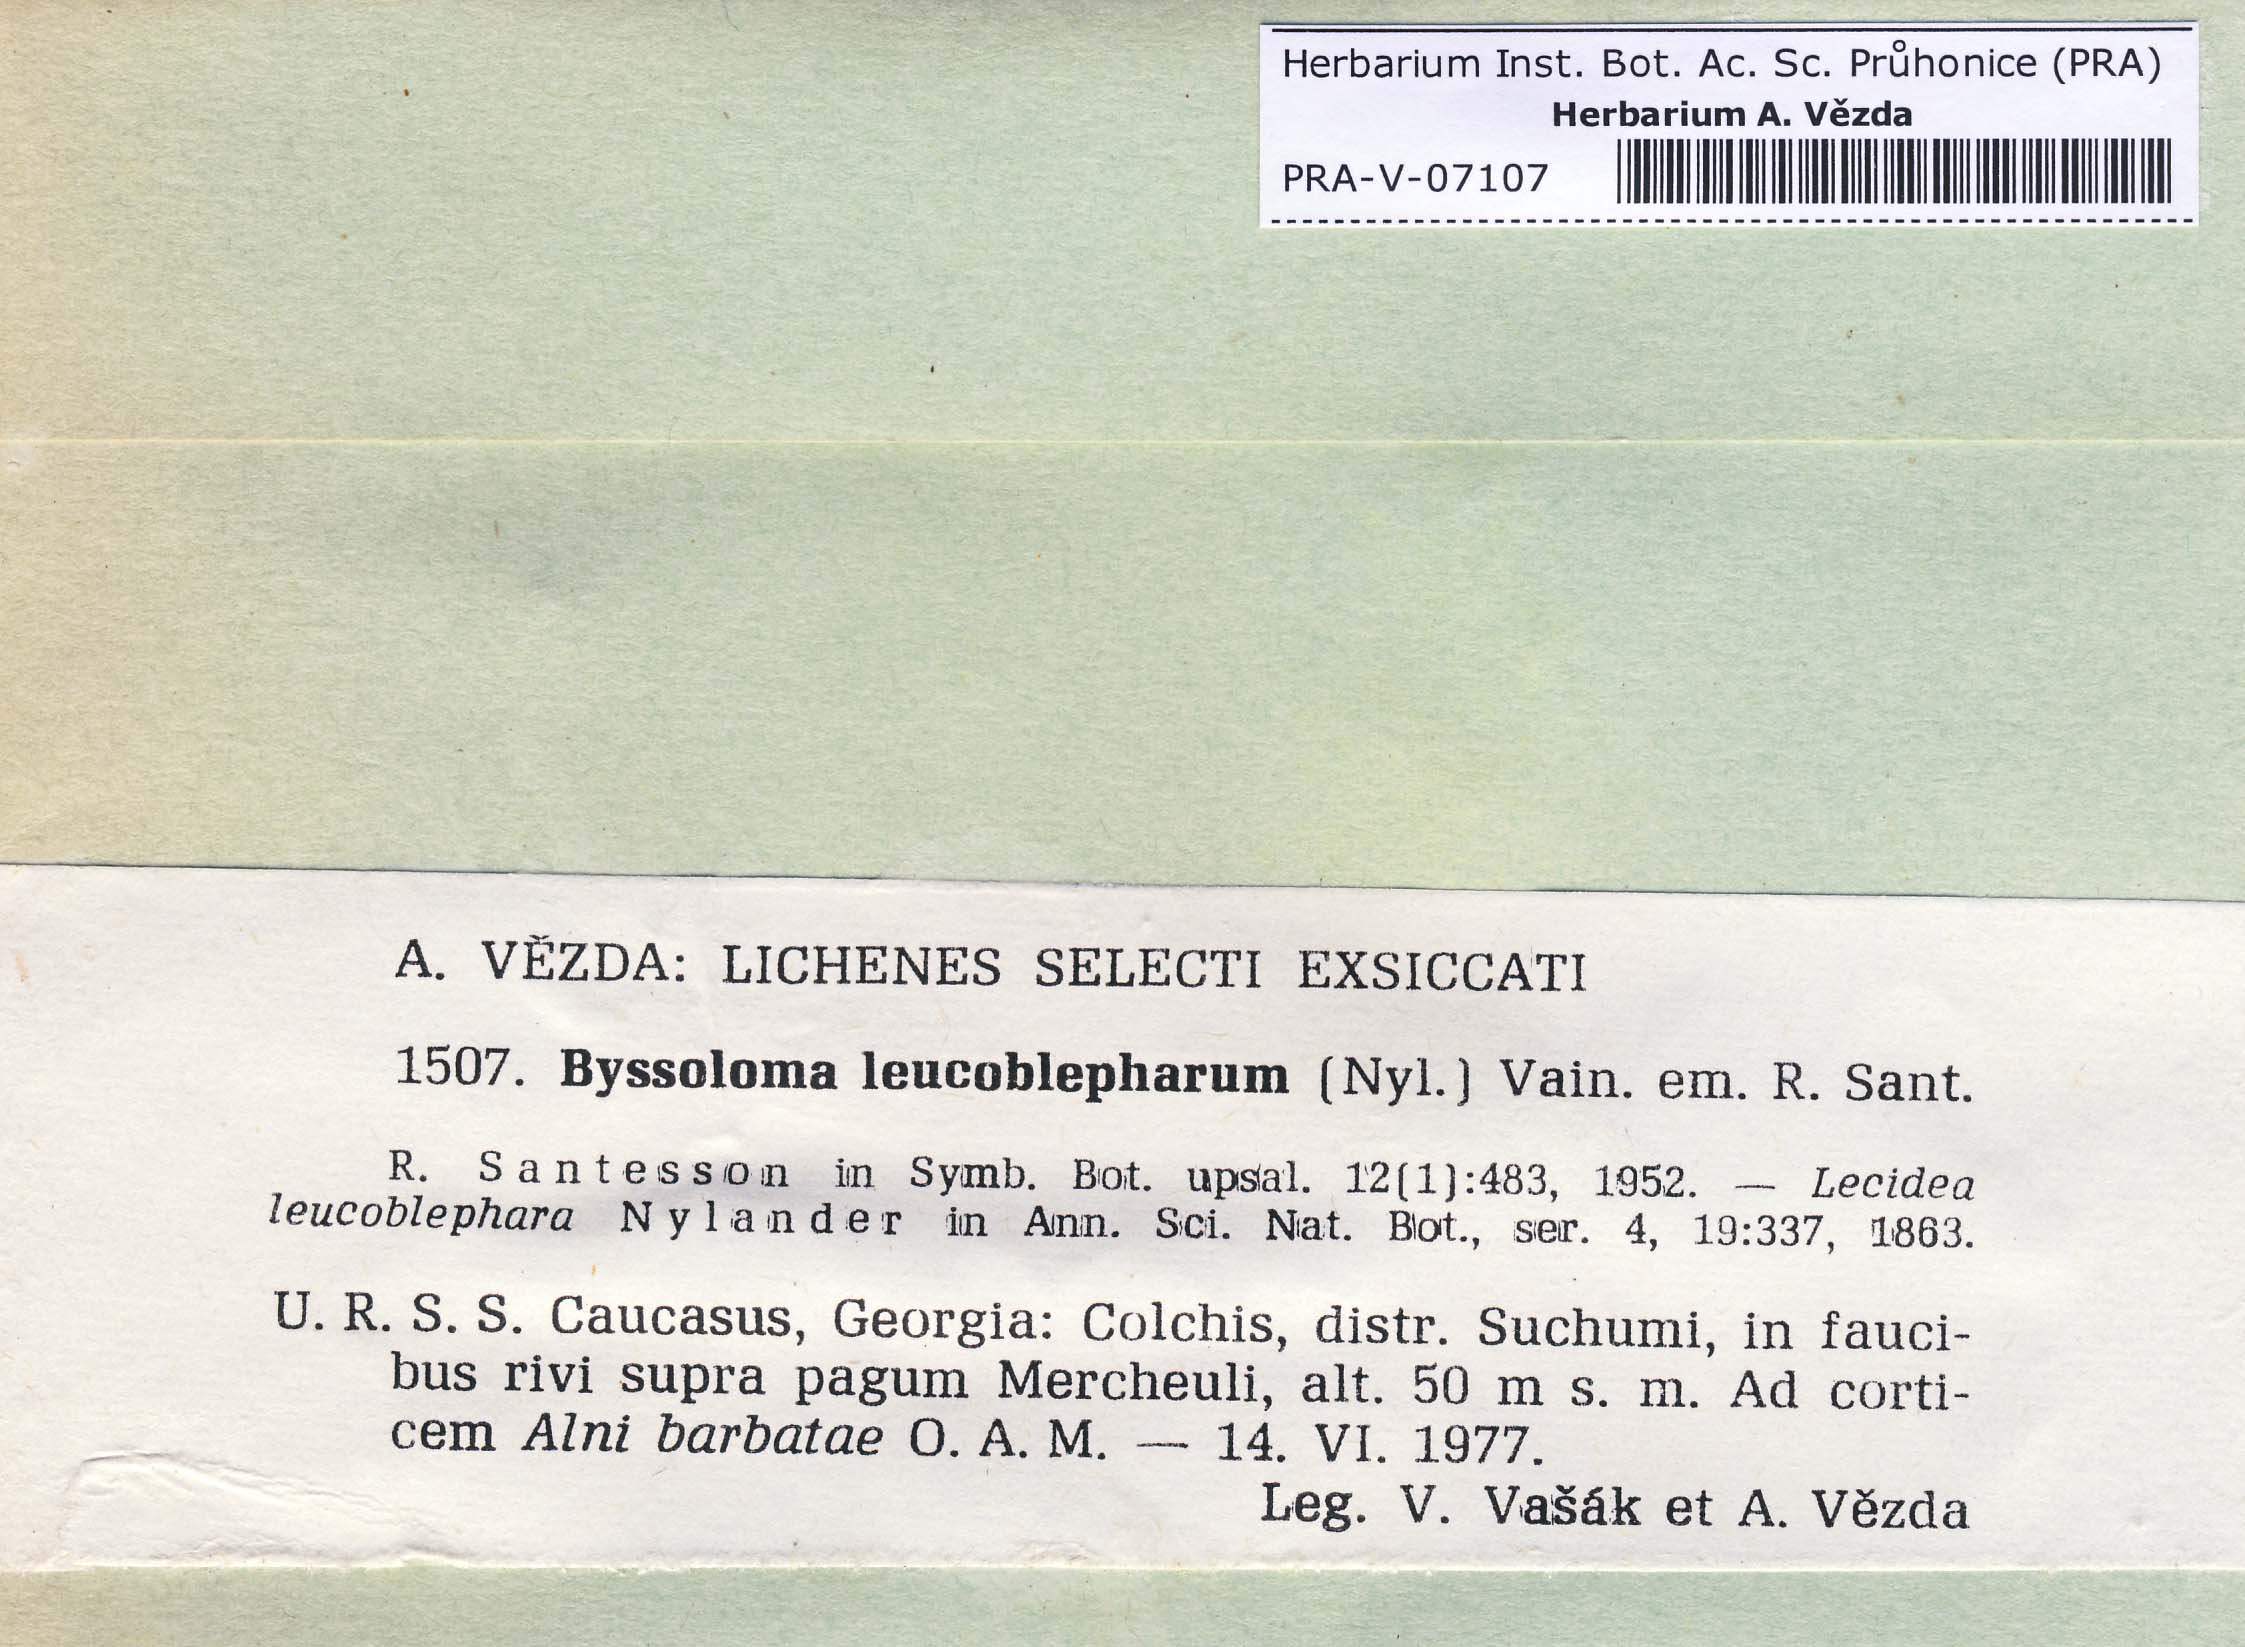 Herbarium Inst. Bot. Ac. Sc. Průhonice (PRA)
Herbarium A. Vězda
PRA-V-07107
A. VĚZDA: LICHENES SELECTI EXSICCATI
1507. Byssoloma leucoblepharum (Nyl.) Vain. em. R. Sant.
R. Santesson in Symb. Bot. upsal. 12(1):483, 1952. — Lecidea
leucoblephara Nylander in Ann. Sci. Nat. Bot., ser. 4, 19:337, 1863.
U. R. S. S. Caucasus, Georgia: Colchis, distr. Suchumi, in fauci-
bus rivi supra pagum Mercheuli, alt. 50 m s. m. Ad corti-
cem Alni barbatae O. A. M. — 14. VI. 1977.
Leg. V. Vašák et A. Vězda